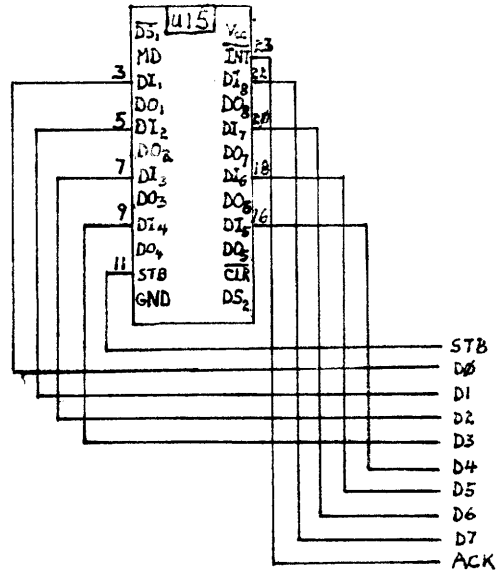 U15
DS1 Vcc
MD INT 23
3 DI1 DI8 22
DO1 DO8
5 DI2 DI7 20
DO2 DO7
7 DI3 DI6 18
DO3 DO6
9 DI4 DI5 16
DO4 DO5
11 STB CLR
GND DS2
STB
DØ
D1
D2
D3
D4
D5
D6
D7
ACK